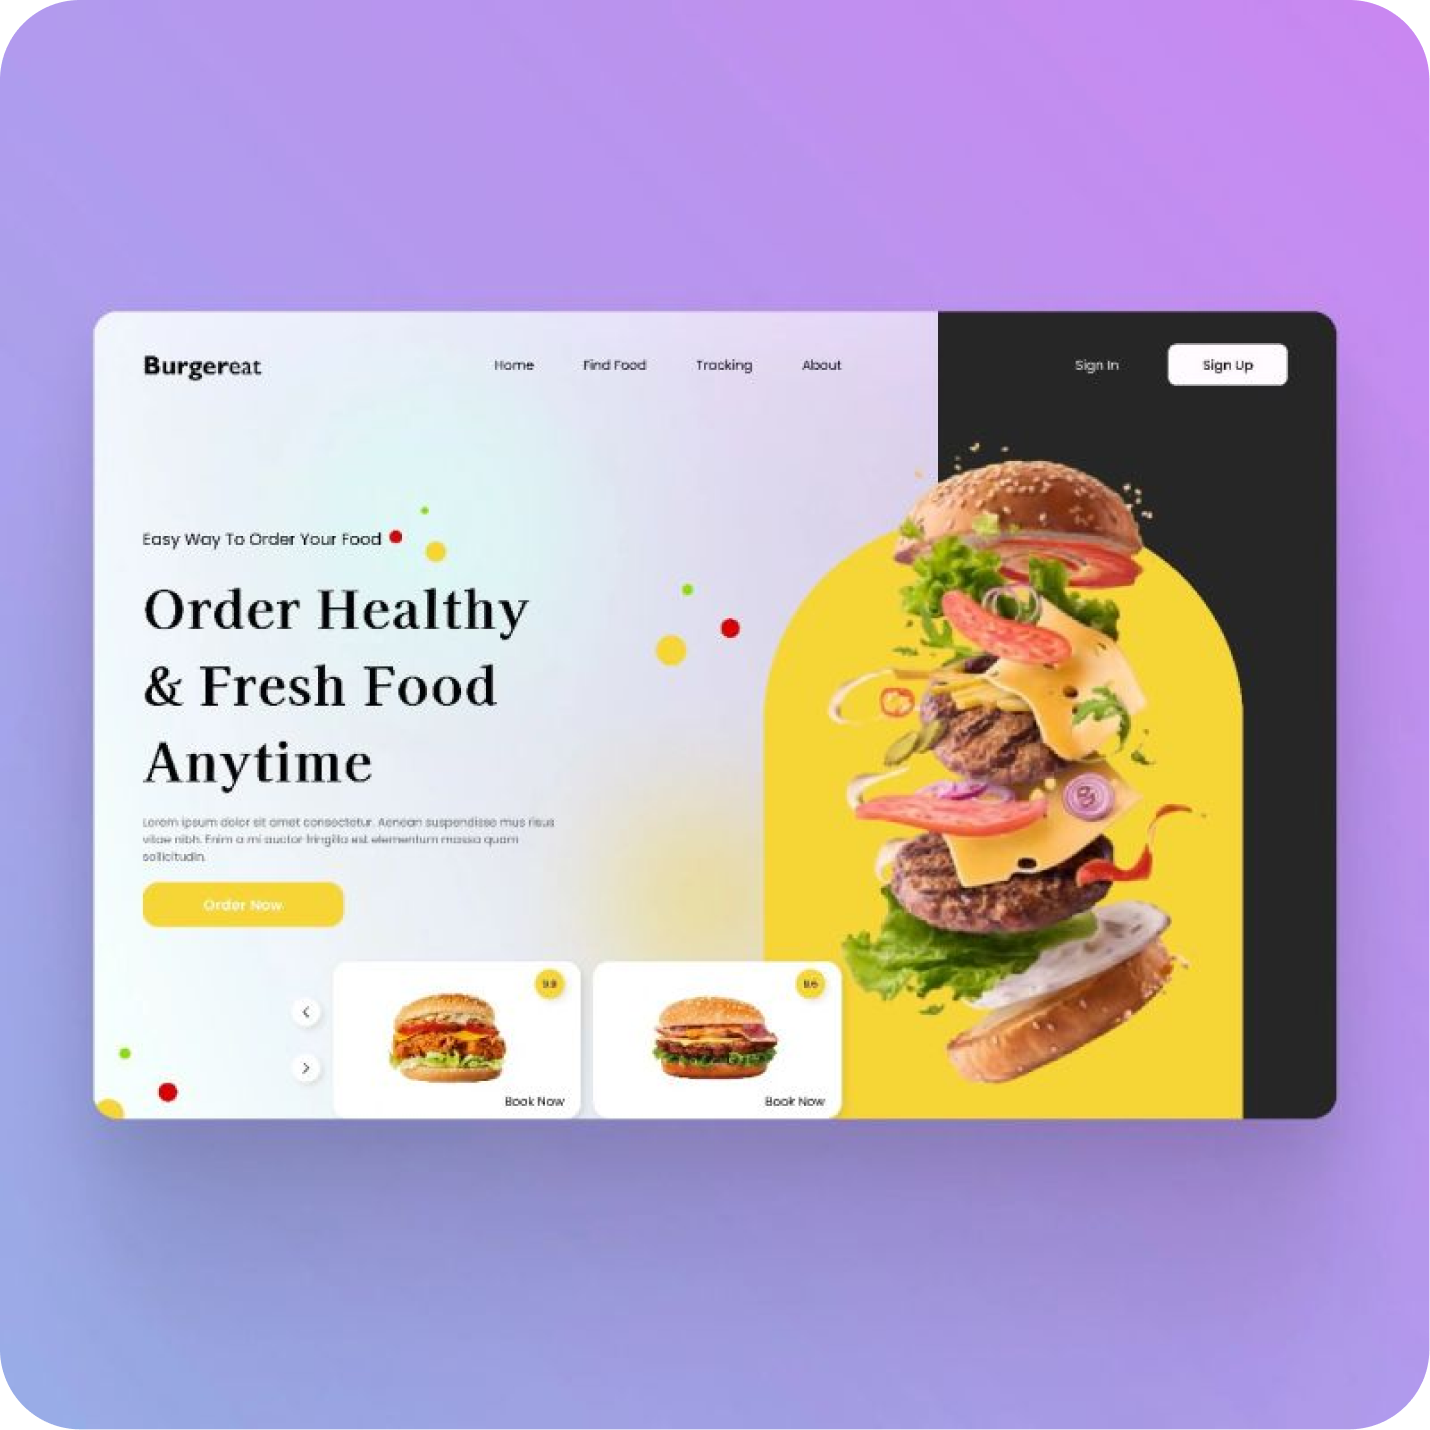 Burgereat
Home
Find Food
Tracking
About
Sign In
Sign Up
Easy Way To Order Your Food
Order Healthy
& Fresh Food
Anytime
Lorem ipsum dolor sit amet consectetur. Aenean suspendisse mus risus
vitae nibh. Enim a mi auctor fringilla est elementum massa quam
sollicitudin.
Order Now
Book Now
Book Now